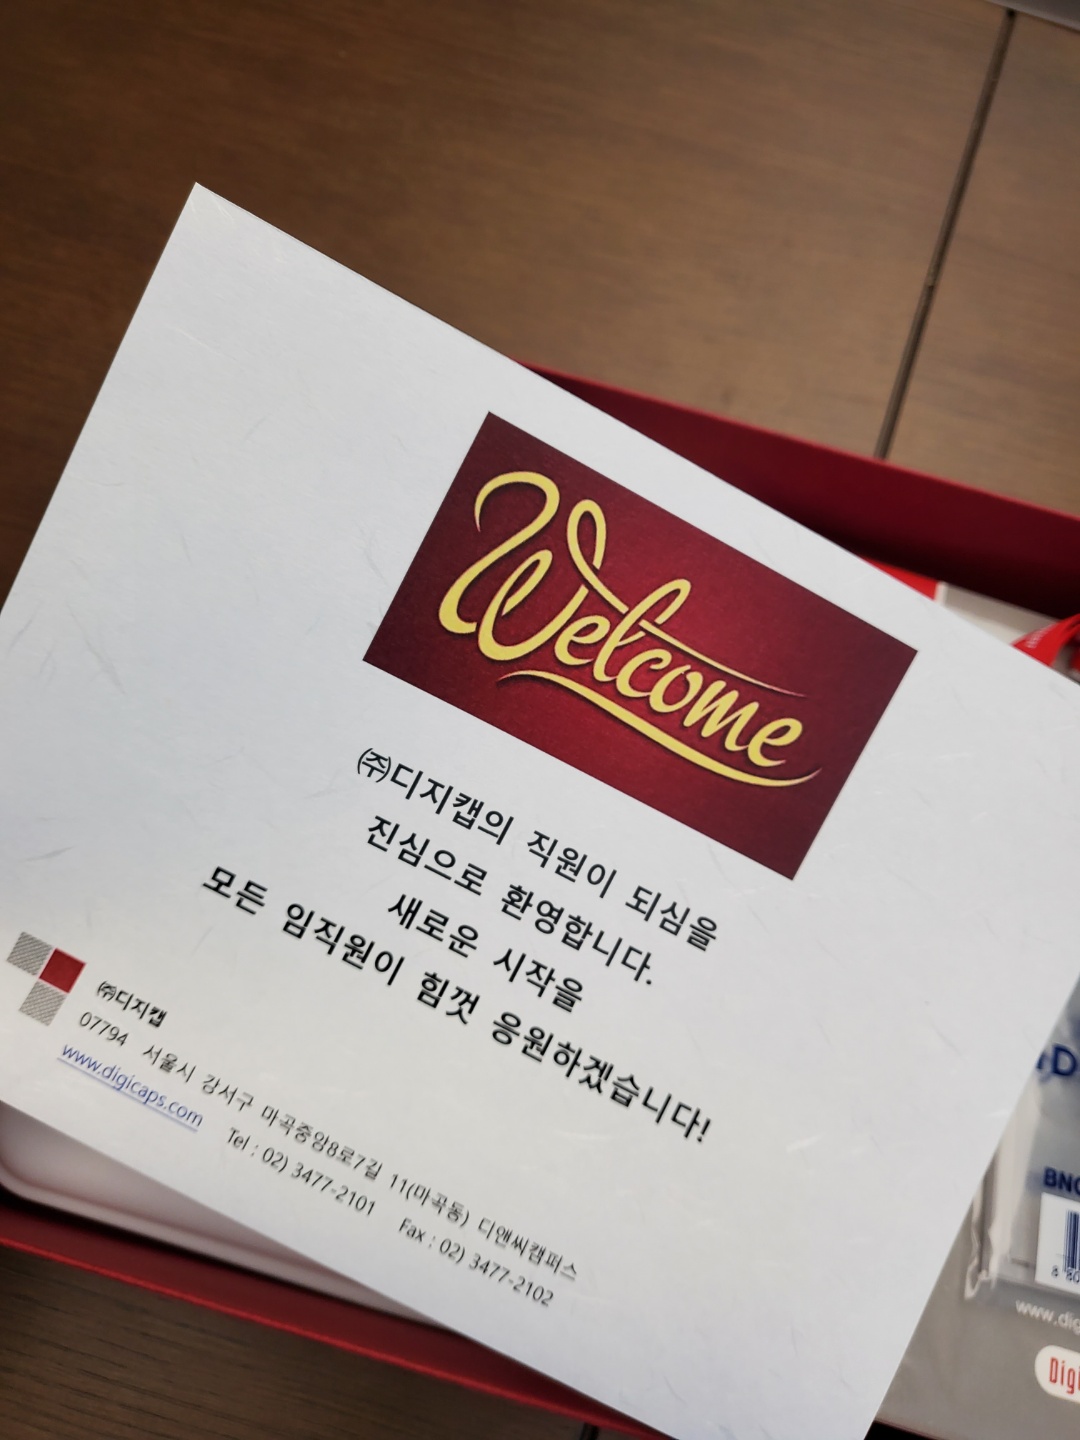 Welcome
㈜디지캡의 직원이 되심을
진심으로 환영합니다.
새로운 시작을
모든 임직원이 힘껏 응원하겠습니다!
㈜디지캡
07794 서울시 강서구 마곡중앙8로7길 11(마곡동) 디앤씨캠퍼스
www.digicaps.com Tel : 02) 3477-2101 Fax : 02) 3477-2102
BNC
www.dig
Digi